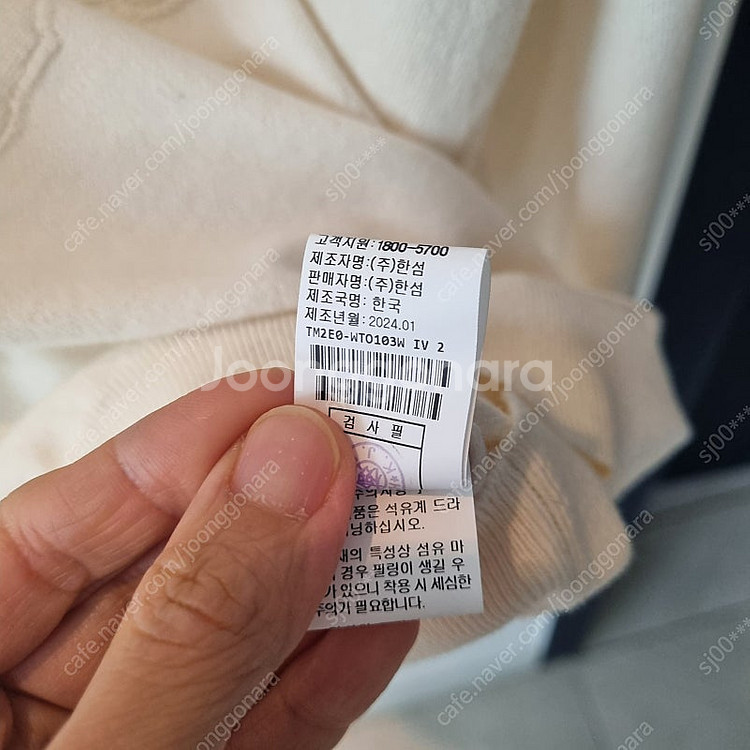 고객지원:1800-5700
제조자명:(주)한섬
판매자명:(주)한섬
제조국명: 한국
제조년월: 2024.01
TM2E0-WTO103W IV 2
검 사 필
품은 석유계 드라
닝하십시오.
재의 특성상 섬유 마
경우 필링이 생길 우
가 있으니 착용 시 세심한
주의가 필요합니다.
Joonggonara
cafe.naver.com/joonggonara
sj00****